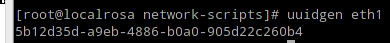 [root@localrosa network-scripts]# uuidgen eth1
5b12d35d-a9eb-4886-b0a0-905d22c260b4